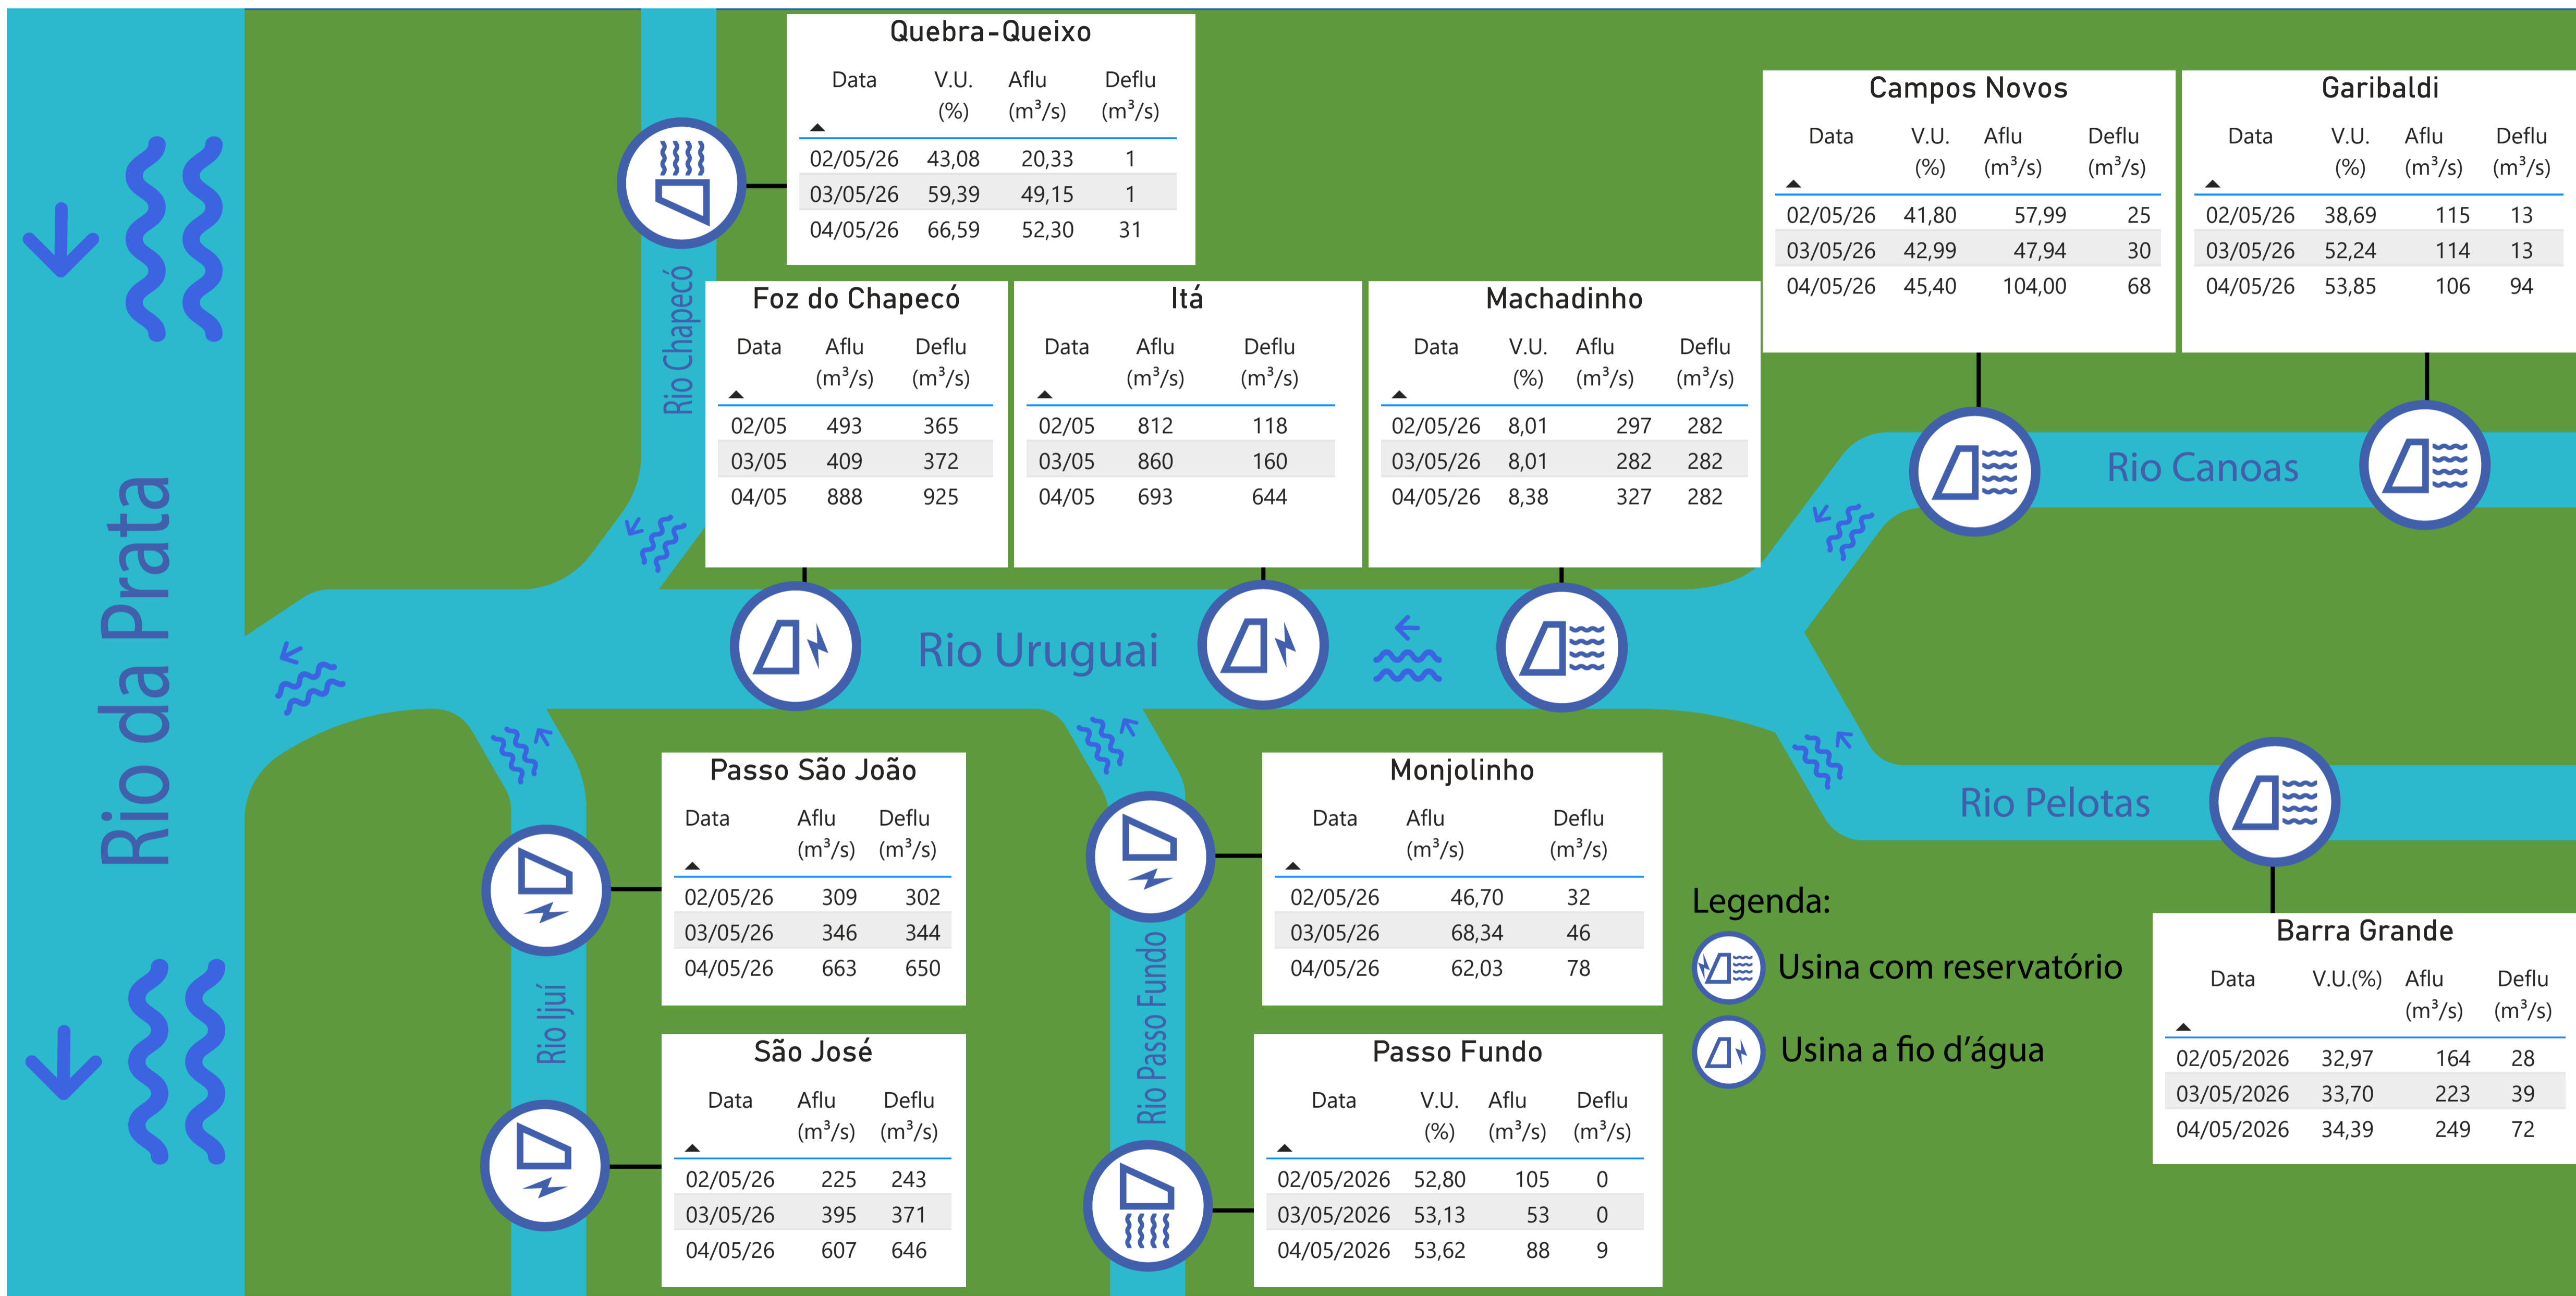 Rio da Prata
Quebra-Queixo
Data V.U. Aflu Deflu
(%) (m³/s) (m³/s)
02/05/26 43,08 20,33 1
03/05/26 59,39 49,15 1
04/05/26 66,59 52,30 31
Rio Chapecó
Foz do Chapecó
Data Aflu Deflu
(m³/s) (m³/s)
02/05 493 365
03/05 409 372
04/05 888 925
Itá
Data Aflu Deflu
(m³/s) (m³/s)
02/05 812 118
03/05 860 160
04/05 693 644
Machadinho
Data V.U. Aflu Deflu
(%) (m³/s) (m³/s)
02/05/26 8,01 297 282
03/05/26 8,01 282 282
04/05/26 8,38 327 282
Campos Novos
Data V.U. Aflu Deflu
(%) (m³/s) (m³/s)
02/05/26 41,80 57,99 25
03/05/26 42,99 47,94 30
04/05/26 45,40 104,00 68
Garibaldi
Data V.U. Aflu Deflu
(%) (m³/s) (m³/s)
02/05/26 38,69 115 13
03/05/26 52,24 114 13
04/05/26 53,85 106 94
Rio Canoas
Rio Uruguai
Rio Pelotas
Passo São João
Data Aflu Deflu
(m³/s) (m³/s)
02/05/26 309 302
03/05/26 346 344
04/05/26 663 650
Rio Ijuí
São José
Data Aflu Deflu
(m³/s) (m³/s)
02/05/26 225 243
03/05/26 395 371
04/05/26 607 646
Monjolinho
Data Aflu Deflu
(m³/s) (m³/s)
02/05/26 46,70 32
03/05/26 68,34 46
04/05/26 62,03 78
Rio Passo Fundo
Passo Fundo
Data V.U. Aflu Deflu
(%) (m³/s) (m³/s)
02/05/2026 52,80 105 0
03/05/2026 53,13 53 0
04/05/2026 53,62 88 9
Legenda:
Usina com reservatório
Usina a fio d’água
Barra Grande
Data V.U.(%) Aflu Deflu
(m³/s) (m³/s)
02/05/2026 32,97 164 28
03/05/2026 33,70 223 39
04/05/2026 34,39 249 72